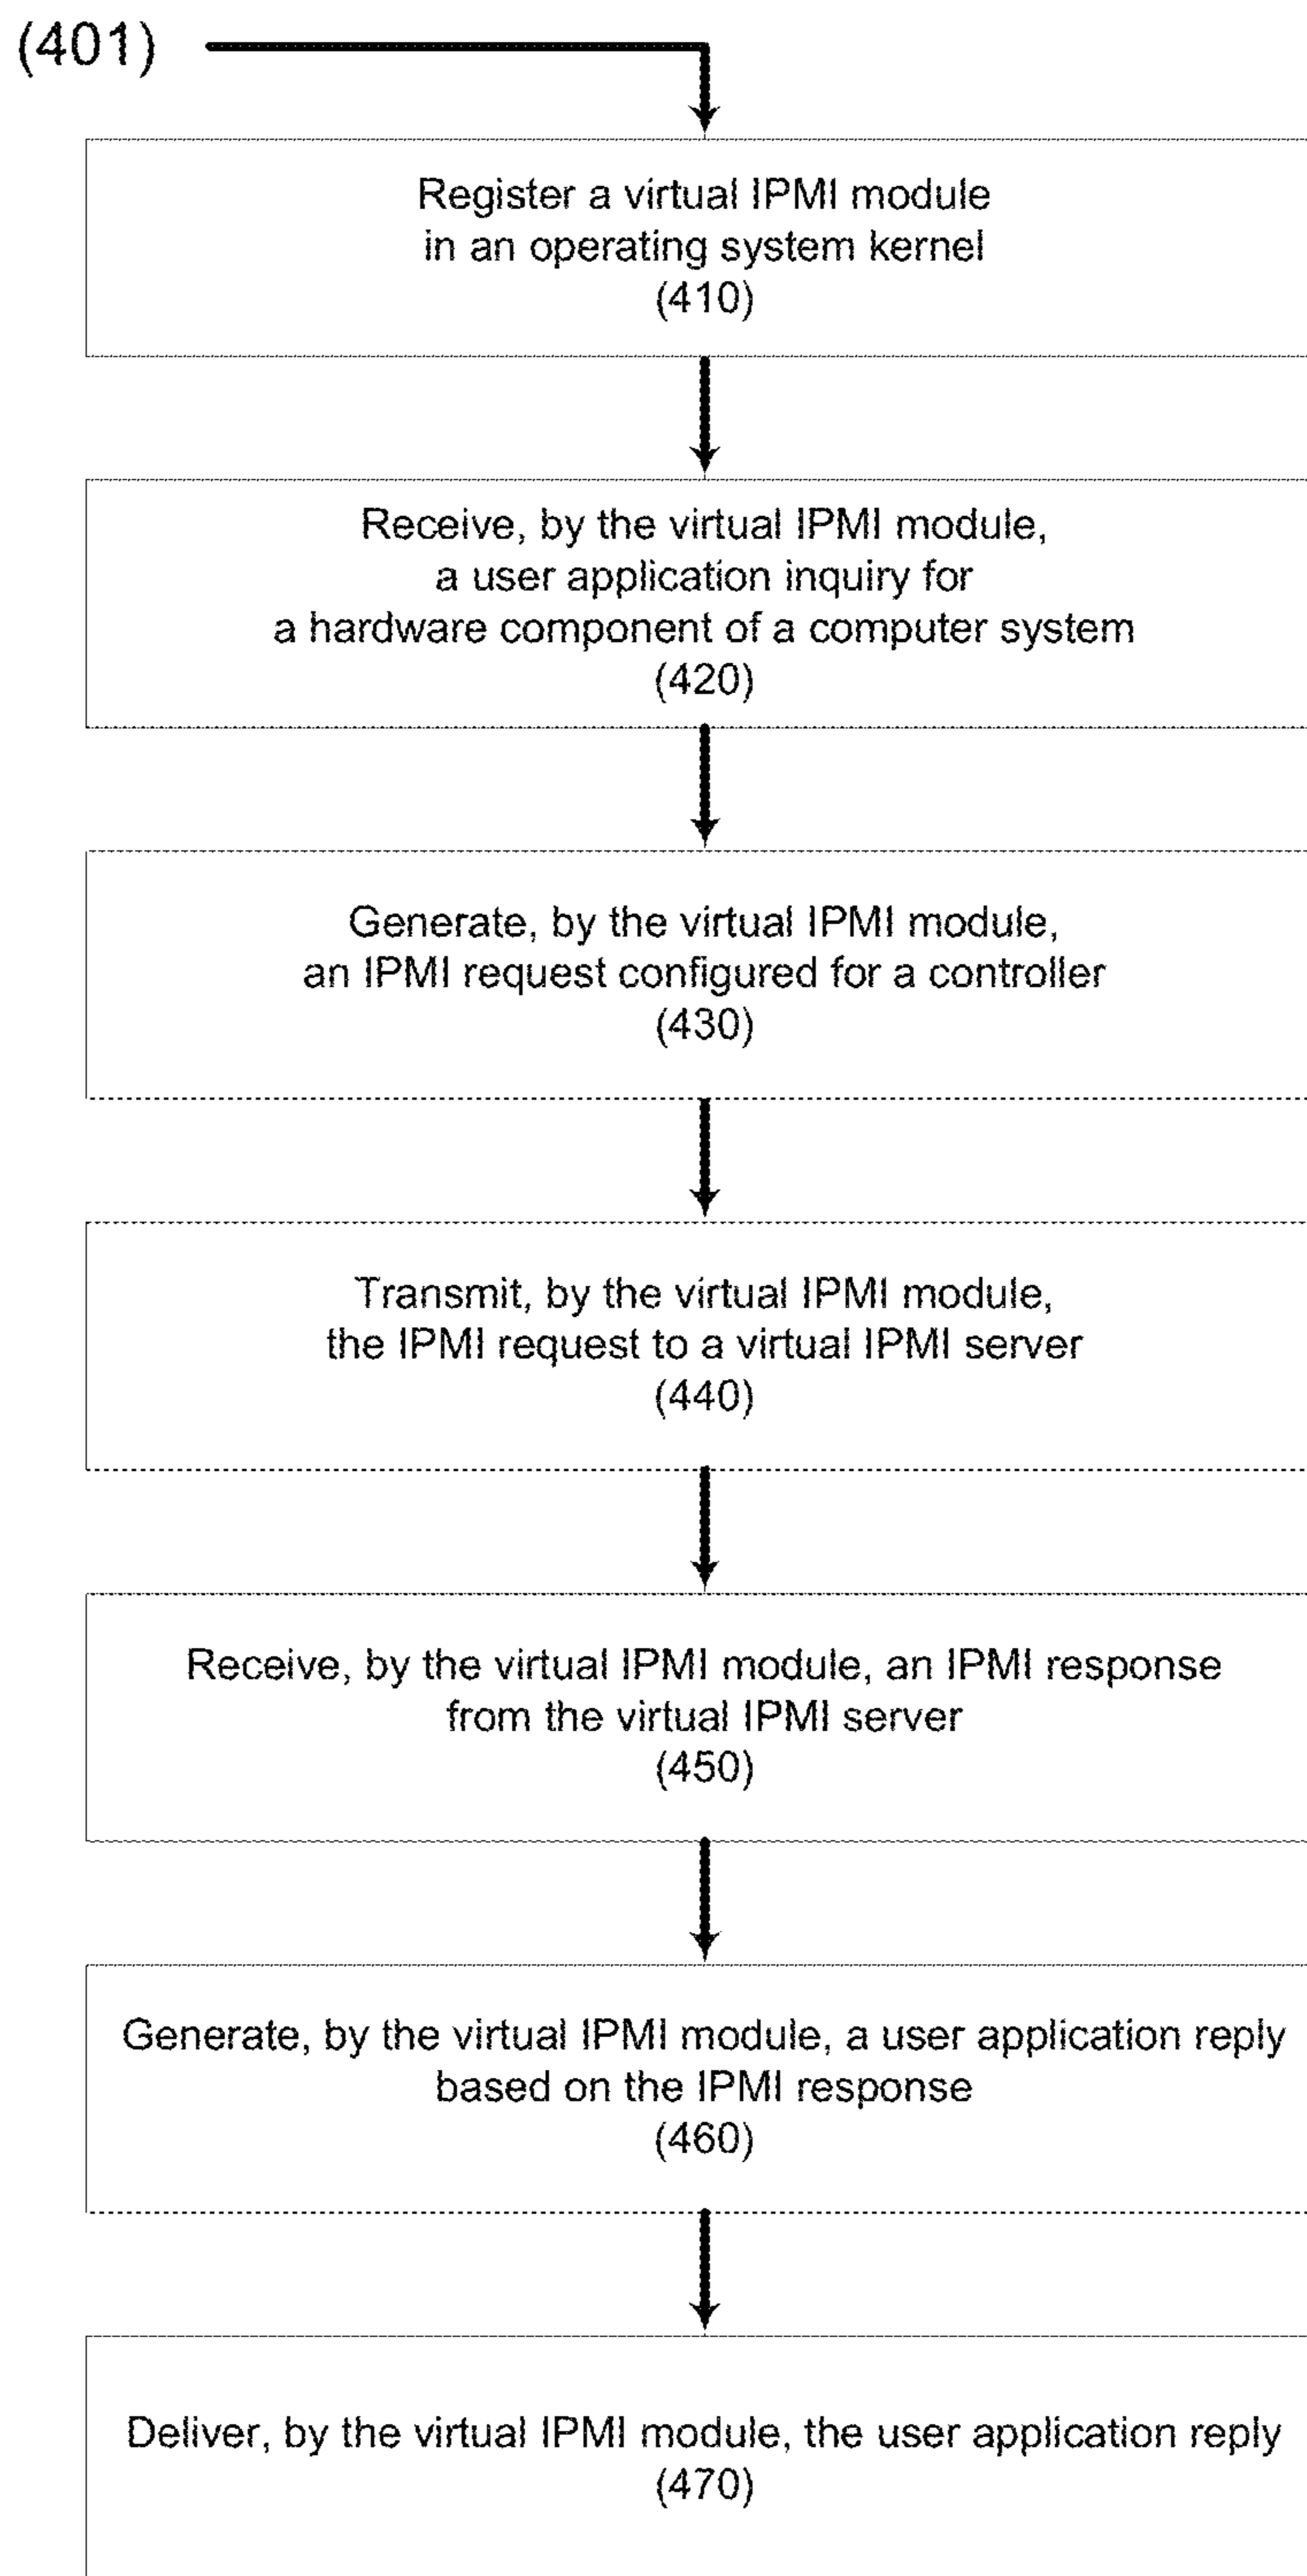 (401)
Register a virtual IPMI module
in an operating system kernel
(410)
Receive, by the virtual IPMI module,
a user application inquiry for
a hardware component of a computer system
(420)
Generate, by the virtual IPMI module,
an IPMI request configured for a controller
(430)
Transmit, by the virtual IPMI module,
the IPMI request to a virtual IPMI server
(440)
Receive, by the virtual IPMI module, an IPMI response
from the virtual IPMI server
(450)
Generate, by the virtual IPMI module, a user application reply
based on the IPMI response
(460)
Deliver, by the virtual IPMI module, the user application reply
(470)